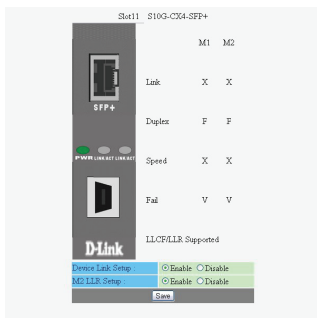 Slot11 S10G-CX4-SFP+
M1 M2
Link X X
SFP+
Duplex F F
PWR LINK/ACT LINK/ACT
Speed X X
Fail V V
LLCF/LLR Supported
D-Link
Device Link Setup : Enable Disable
M2 LLR Setup : Enable Disable
Save